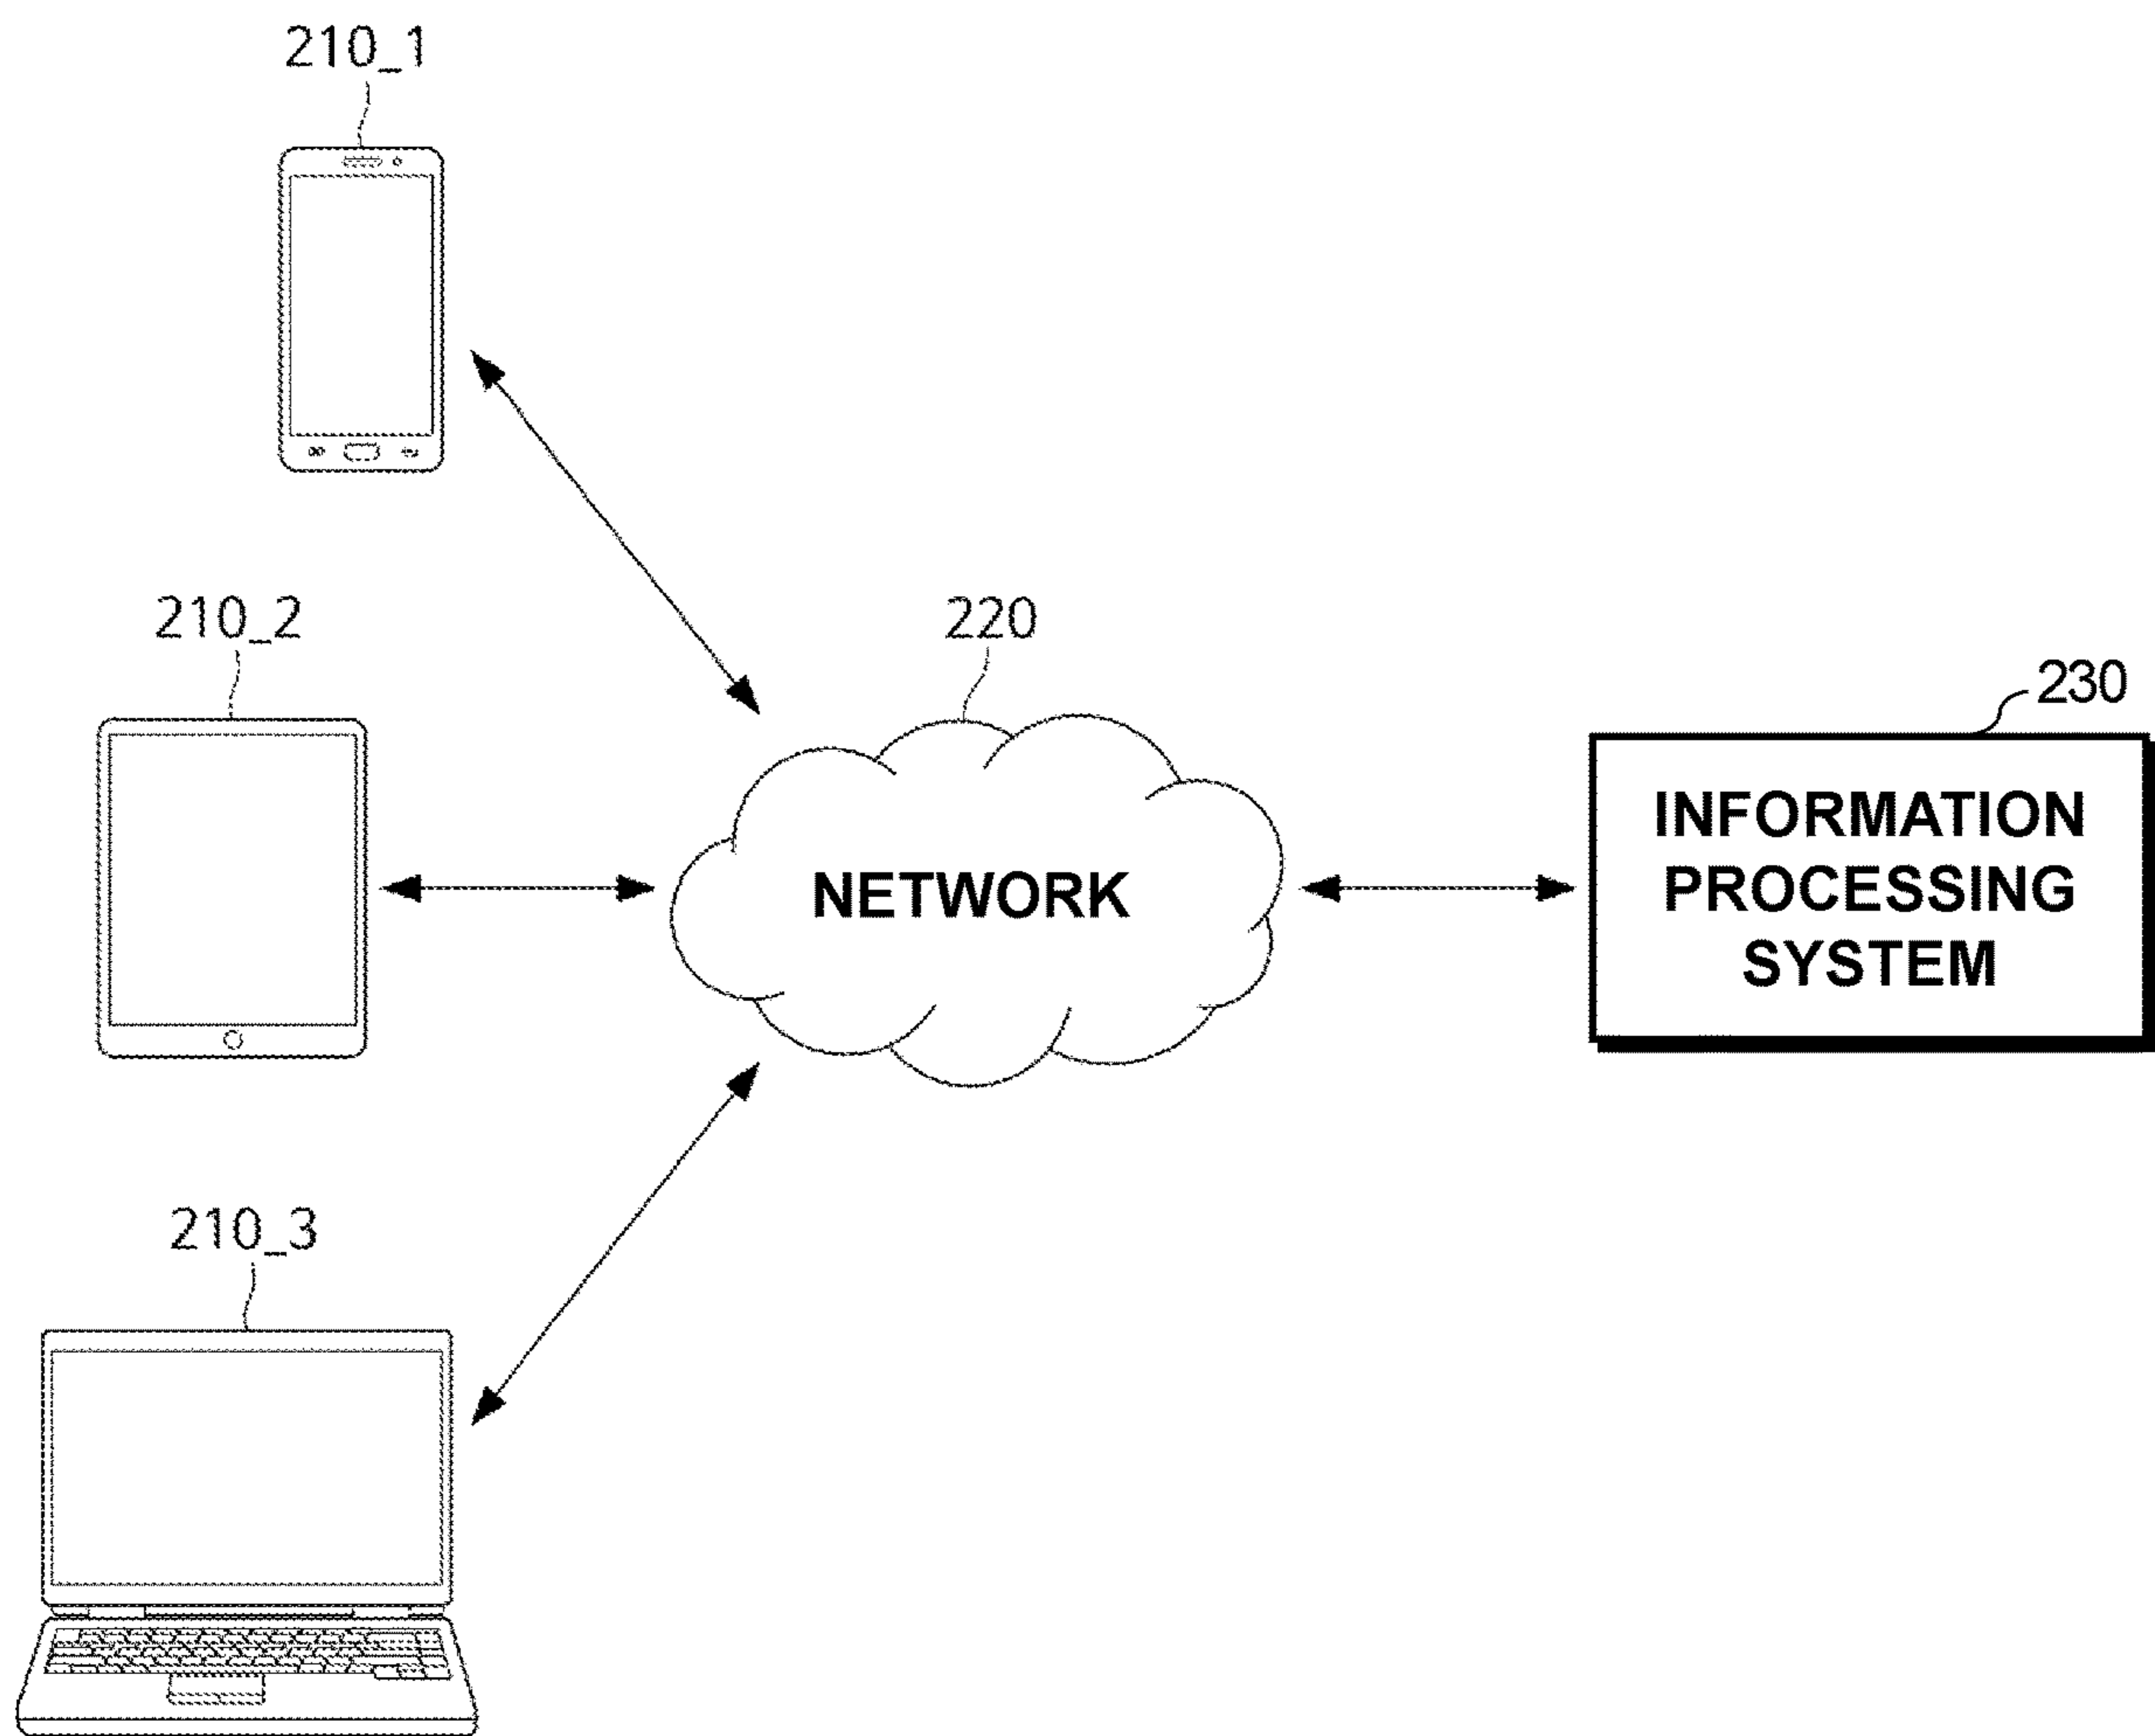 210_1
210_2
220
230
NETWORK
INFORMATION
PROCESSING
SYSTEM
210_3